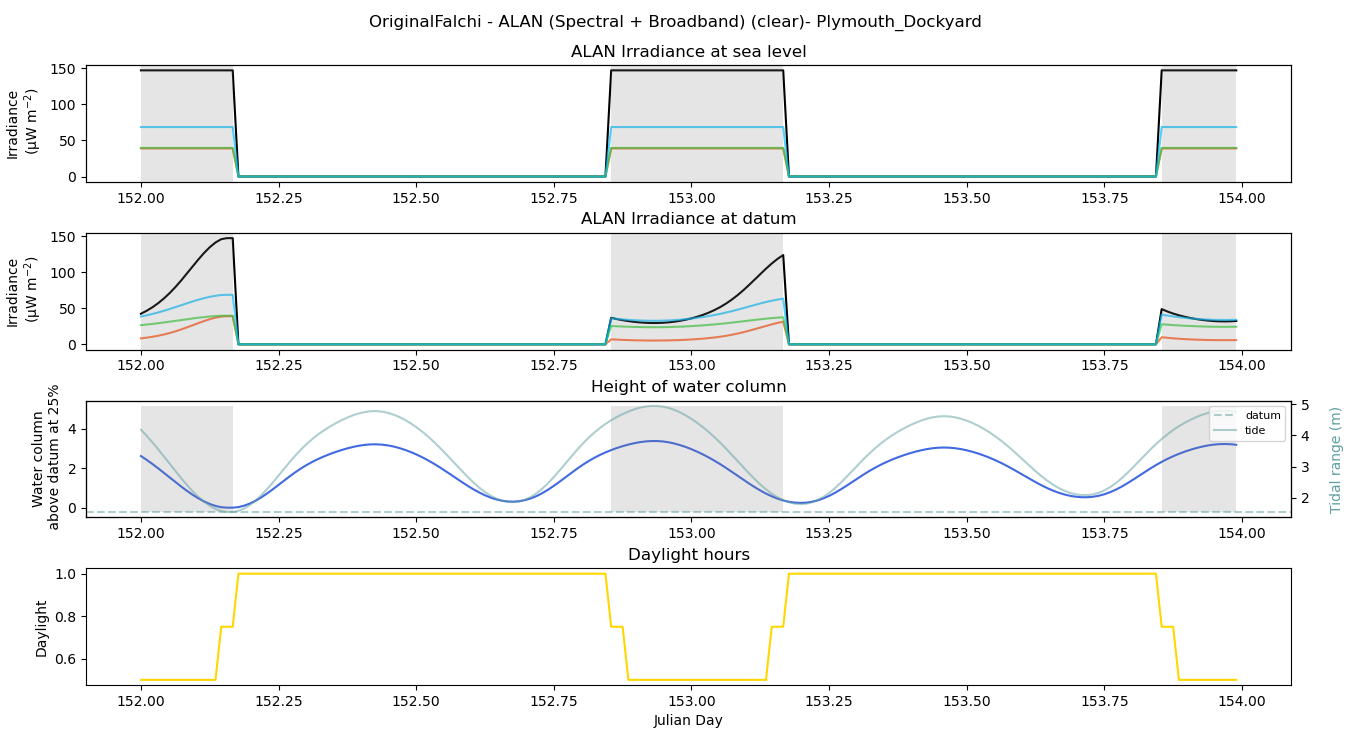 OriginalFalchi - ALAN (Spectral + Broadband) (clear)- Plymouth_Dockyard
ALAN Irradiance at sea level
Irradiance
(µW m⁻²)
150
100
50
0
152.00 152.25 152.50 152.75 153.00 153.25 153.50 153.75 154.00
ALAN Irradiance at datum
Irradiance
(µW m⁻²)
150
100
50
0
152.00 152.25 152.50 152.75 153.00 153.25 153.50 153.75 154.00
Height of water column
Water column
above datum at 25%
4
2
0
datum
tide
5
4
3
2
Tidal range (m)
152.00 152.25 152.50 152.75 153.00 153.25 153.50 153.75 154.00
Daylight hours
Daylight
1.0
0.8
0.6
152.00 152.25 152.50 152.75 153.00 153.25 153.50 153.75 154.00
Julian Day